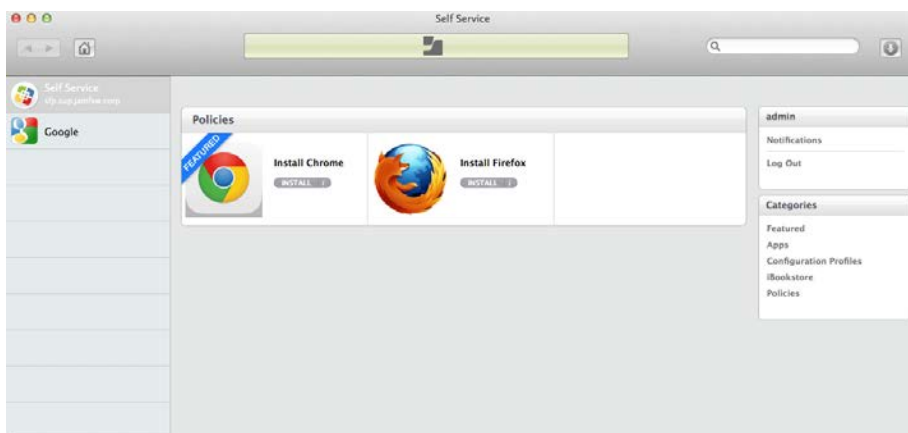 Self Service
Self Service
Google
Policies
FEATURED
Install Chrome
INSTALL i
Install Firefox
INSTALL i
admin
Notifications
Log Out
Categories
Featured
Apps
Configuration Profiles
iBookstore
Policies